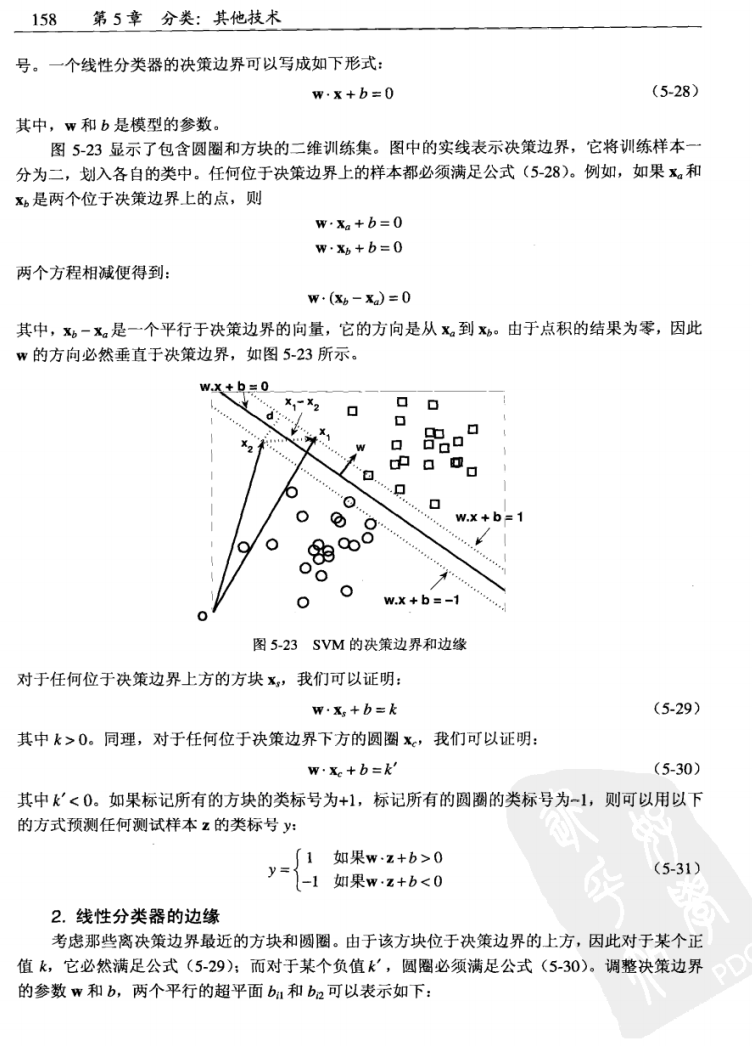 158 第 5 章 分类：其他技术
号。一个线性分类器的决策边界可以写成如下形式：
w·x + b = 0 （5-28）
其中，w 和 b 是模型的参数。
图 5-23 显示了包含圆圈和方块的二维训练集。图中的实线表示决策边界，它将训练样本一
分为二，划入各自的类中。任何位于决策边界上的样本都必须满足公式（5-28）。例如，如果 xₐ 和
x_b 是两个位于决策边界上的点，则
w·xₐ + b = 0
w·x_b + b = 0
两个方程相减便得到：
w·(x_b − xₐ) = 0
其中，x_b − xₐ 是一个平行于决策边界的向量，它的方向是从 xₐ 到 x_b。由于点积的结果为零，因此
w 的方向必然垂直于决策边界，如图 5-23 所示。
w.x + b = 0
x₁−x₂
d
x₁
x₂
w
w.x + b = 1
w.x + b = −1
O
图 5-23 SVM 的决策边界和边缘
对于任何位于决策边界上方的方块 xₛ，我们可以证明：
w·xₛ + b = k （5-29）
其中 k > 0。同理，对于任何位于决策边界下方的圆圈 x_c，我们可以证明：
w·x_c + b = k′ （5-30）
其中 k′ < 0。如果标记所有的方块的类标号为+1，标记所有的圆圈的类标号为−1，则可以用以下
的方式预测任何测试样本 z 的类标号 y：
y = { 1 如果w·z + b > 0
−1 如果w·z + b < 0 （5-31）
2. 线性分类器的边缘
考虑那些离决策边界最近的方块和圆圈。由于该方块位于决策边界的上方，因此对于某个正
值 k，它必然满足公式（5-29）；而对于某个负值 k′，圆圈必须满足公式（5-30）。调整决策边界
的参数 w 和 b，两个平行的超平面 b_i1 和 b_i2 可以表示如下：